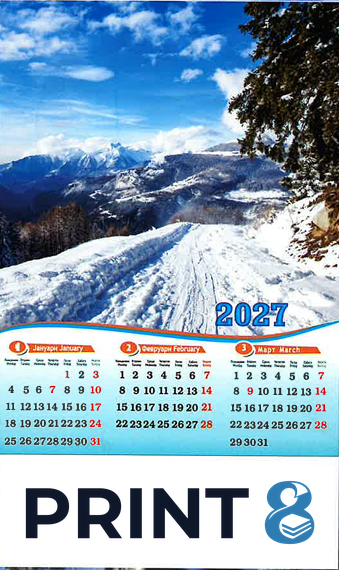 2027
1 Януари January 2 Февруари February 3 Март March
1 2 3 1 2 3 4 5 6 7 1 2 3 4 5 6 7
4 5 6 7 8 9 10 8 9 10 11 12 13 14 8 9 10 11 12 13 14
11 12 13 14 15 16 17 15 16 17 18 19 20 21 15 16 17 18 19 20 21
18 19 20 21 22 23 24 22 23 24 25 26 27 28 22 23 24 25 26 27 28
25 26 27 28 29 30 31 29 30 31
PRINT 8